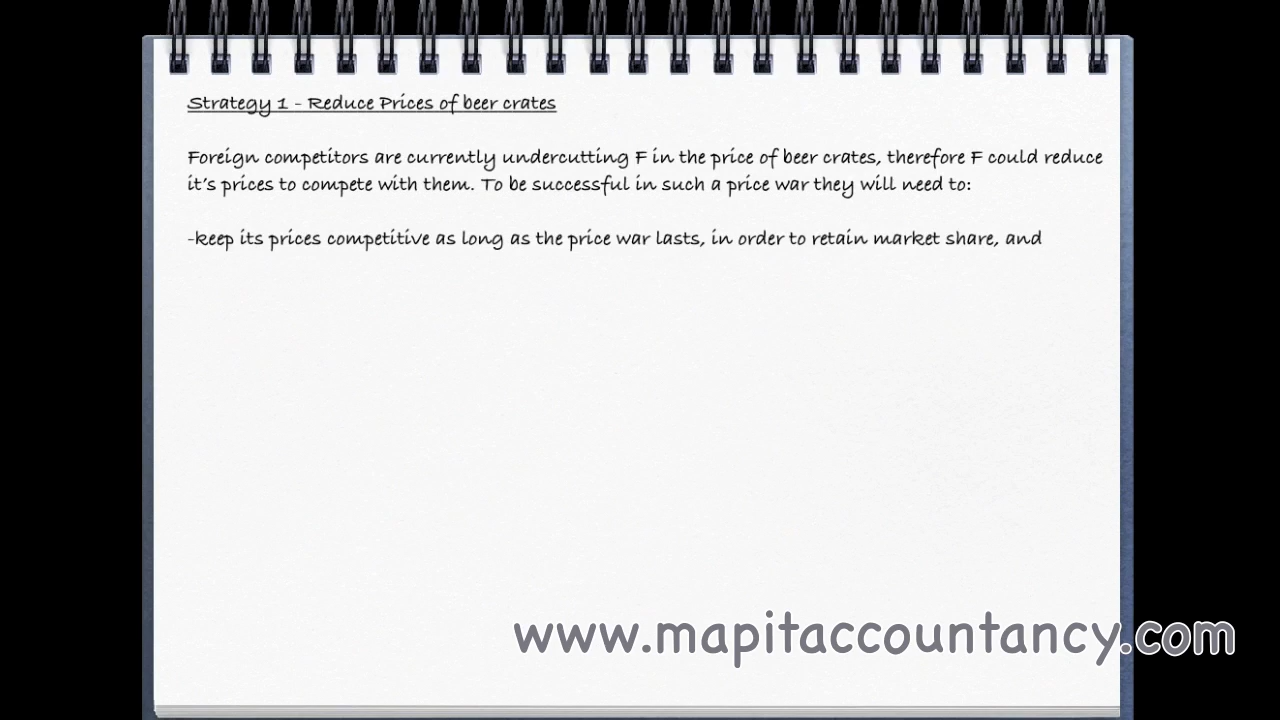 Strategy 1 - Reduce Prices of beer crates
Foreign competitors are currently undercutting F in the price of beer crates, therefore F could reduce
it's prices to compete with them. To be successful in such a price war they will need to:
-keep its prices competitive as long as the price war lasts, in order to retain market share, and
www.mapitaccountancy.com